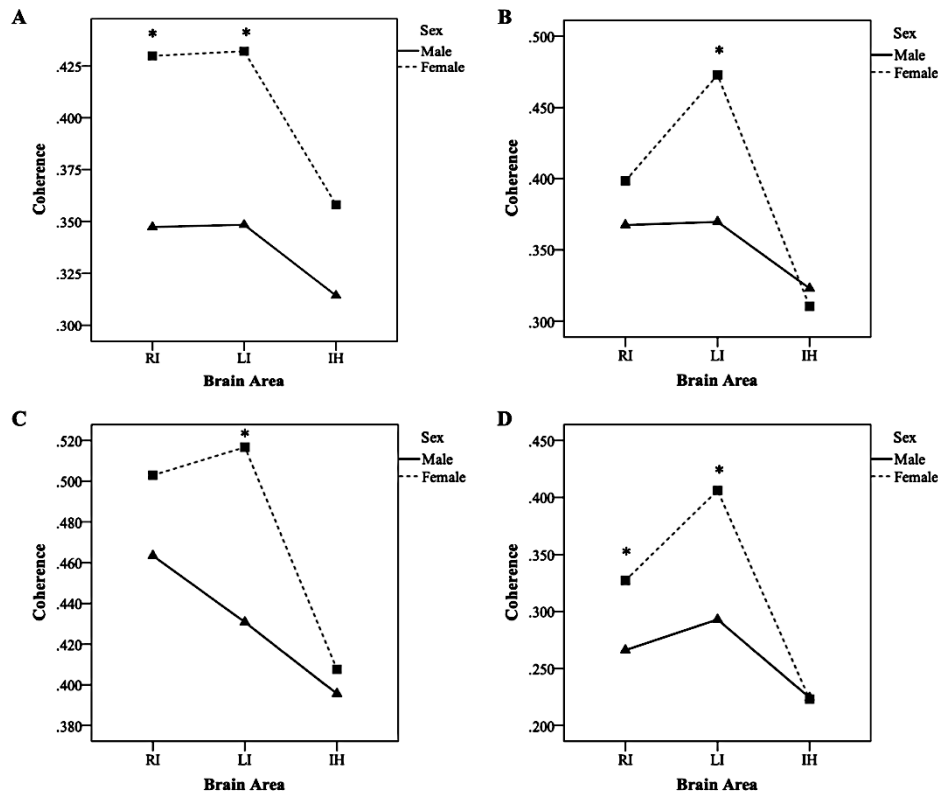 A
*
*
Sex
Male
Female
.425
.400
.375
.350
.325
.300
Coherence
RI
LI
IH
Brain Area
B
*
Sex
Male
Female
.500
.450
.400
.350
.300
Coherence
RI
LI
IH
Brain Area
C
*
Sex
Male
Female
.520
.500
.480
.460
.440
.420
.400
.380
Coherence
RI
LI
IH
Brain Area
D
*
*
Sex
Male
Female
.450
.400
.350
.300
.250
.200
Coherence
RI
LI
IH
Brain Area